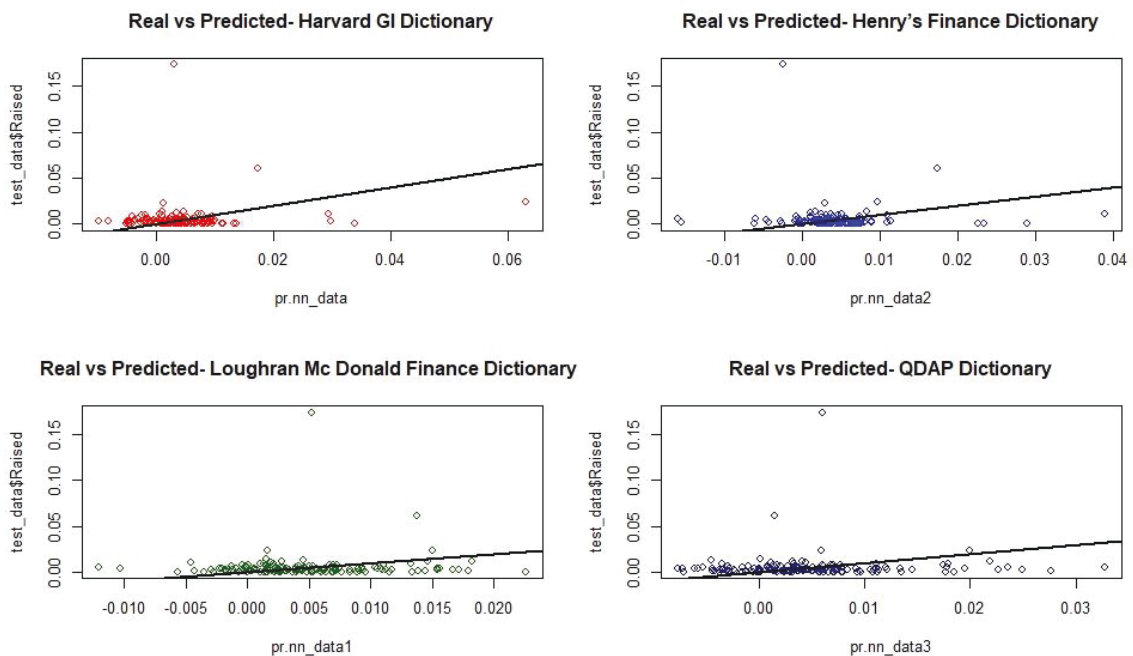 Real vs Predicted- Harvard GI Dictionary
test_data$Raised
0.00 0.05 0.10 0.15
0.00 0.02 0.04 0.06
pr.nn_data
Real vs Predicted- Henry's Finance Dictionary
test_data$Raised
0.00 0.05 0.10 0.15
-0.01 0.00 0.01 0.02 0.03 0.04
pr.nn_data2
Real vs Predicted- Loughran Mc Donald Finance Dictionary
test_data$Raised
0.00 0.05 0.10 0.15
-0.010 -0.005 0.000 0.005 0.010 0.015 0.020
pr.nn_data1
Real vs Predicted- QDAP Dictionary
test_data$Raised
0.00 0.05 0.10 0.15
0.00 0.01 0.02 0.03
pr.nn_data3